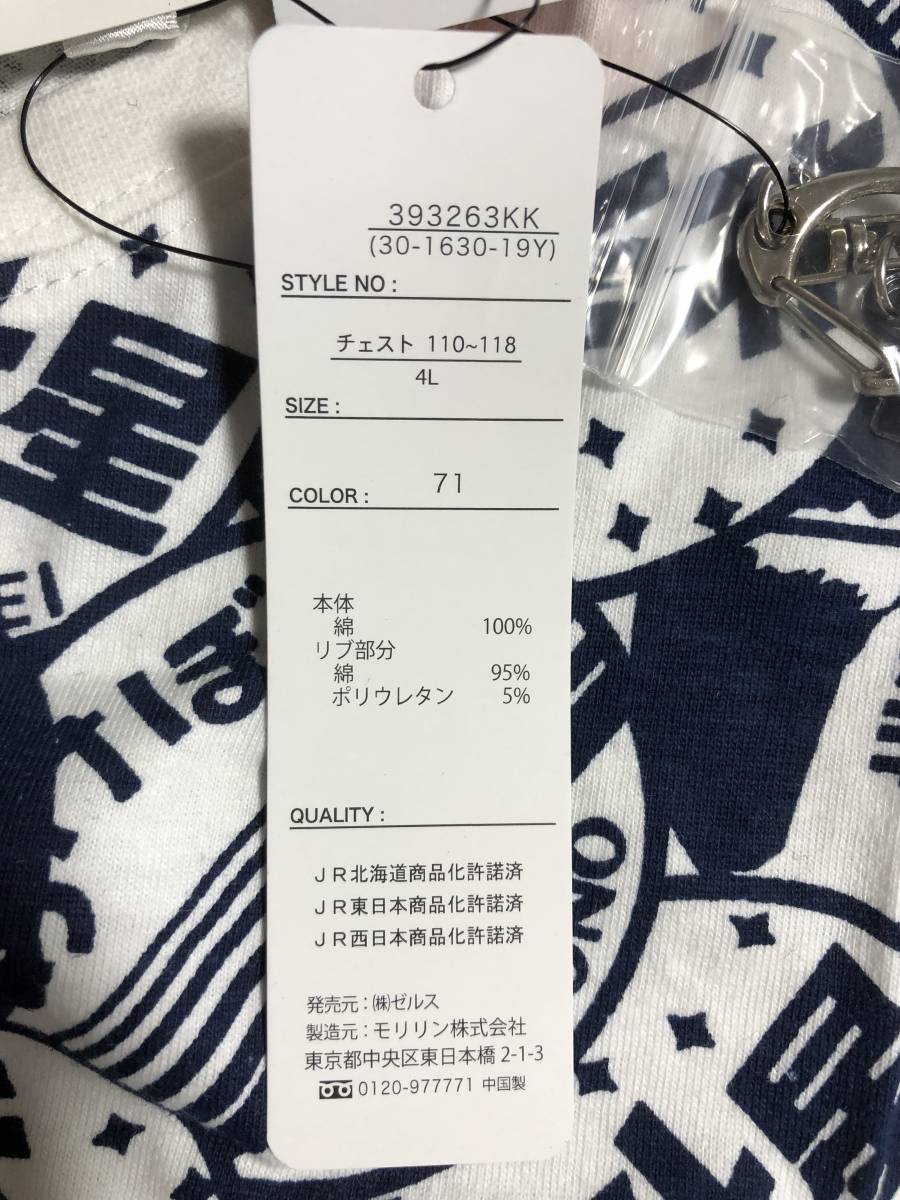 393263KK
(30-1630-19Y)
STYLE NO :
チェスト 110~118
4L
SIZE :
COLOR : 71
本体
綿 100%
リブ部分
綿 95%
ポリウレタン 5%
QUALITY :
ＪＲ北海道商品化許諾済
ＪＲ東日本商品化許諾済
ＪＲ西日本商品化許諾済
発売元：㈱ゼルス
製造元：モリリン株式会社
東京都中央区東日本橋 2-1-3
0120-977771 中国製